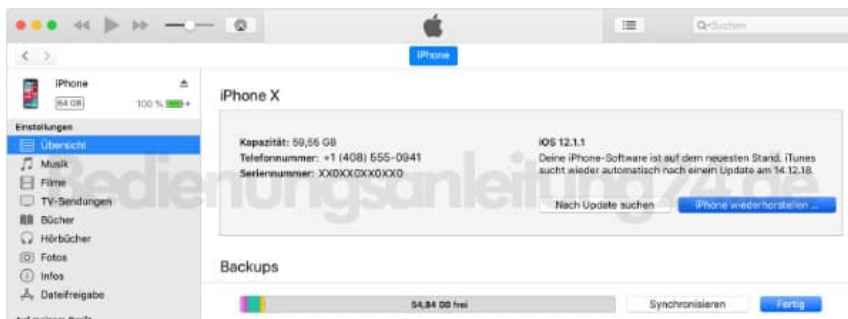 Suchen
iPhone
iPhone
64 GB
100 %
iPhone X
Einstellungen
Übersicht
Musik
Filme
TV-Sendungen
Bücher
Hörbücher
Fotos
Infos
Dateifreigabe
Kapazität: 59,56 GB
Telefonnummer: +1 (408) 555-0941
Seriennummer: XX0XX0XX0XX0
iOS 12.1.1
Deine iPhone-Software ist auf dem neuesten Stand. iTunes
sucht wieder automatisch nach einem Update am 14.12.18.
Nach Update suchen
iPhone wiederherstellen ...
Bedienungsanleitung24.de
Backups
54,84 GB frei
Synchronisieren
Fertig